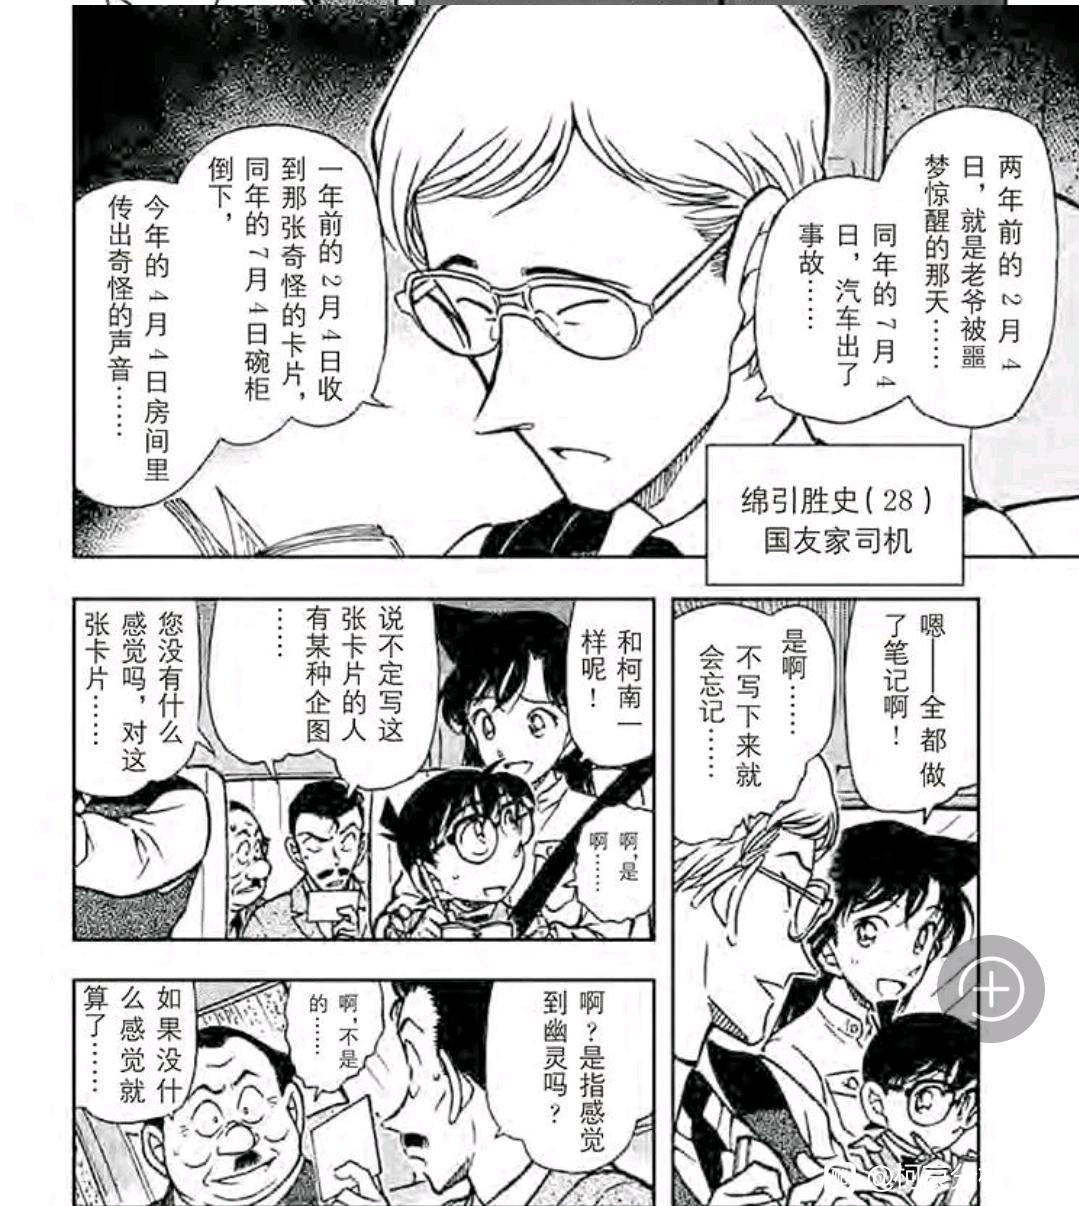 两年前的2月4
日，就是老爷被噩
梦惊醒的那天……
同年的7月4
日，汽车出了
事故……
一年前的2月4日收
到那张奇怪的卡片，
同年的7月4日碗柜
倒下，
今年的4月4日房间里
传出奇怪的声音……
绵引胜史(28)
国友家司机
嗯——全都做
了笔记啊！
是啊……
不写下来就
会忘记……
和柯南一
样呢！
啊，是
啊……
说不定写这
张卡片的人
有某种企图
……
您没有什么
感觉吗，对这
张卡片……
啊？是指感觉
到幽灵吗？
啊，不是
的……
如果没什
么感觉就
算了……